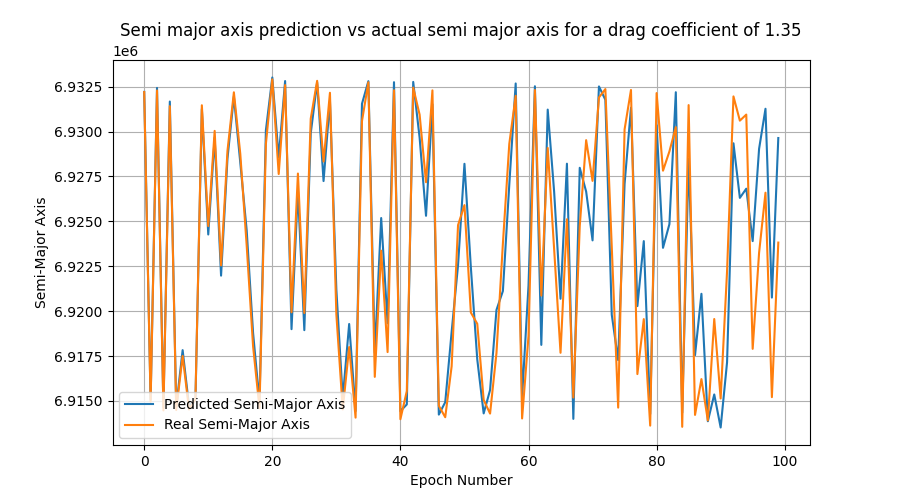 Semi major axis prediction vs actual semi major axis for a drag coefficient of 1.35
1e6
6.9325
6.9300
6.9275
6.9250
6.9225
6.9200
6.9175
6.9150
Semi-Major Axis
Predicted Semi-Major Axis
Real Semi-Major Axis
0 20 40 60 80 100
Epoch Number